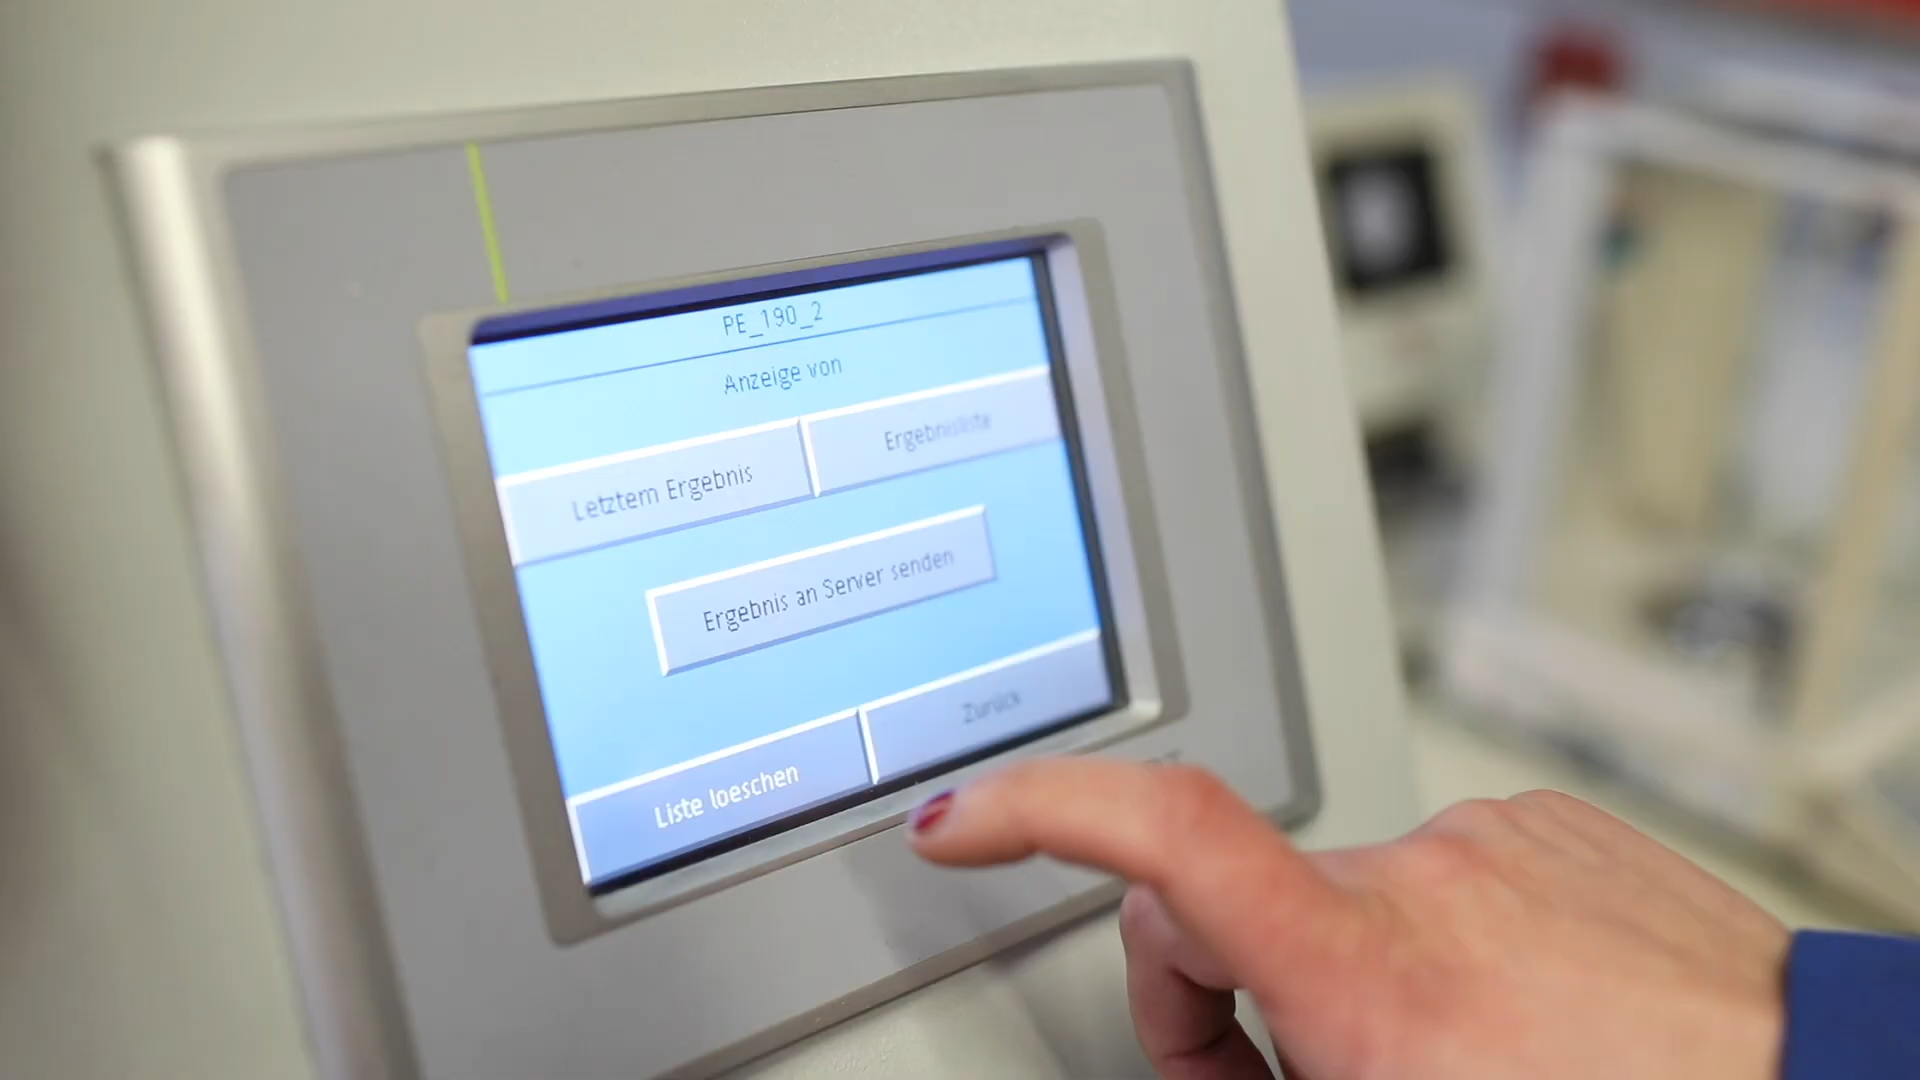 PE_190_2
Anzeige von
Letztem Ergebnis
Ergebnisliste
Ergebnis an Server senden
Liste loeschen
Zurück